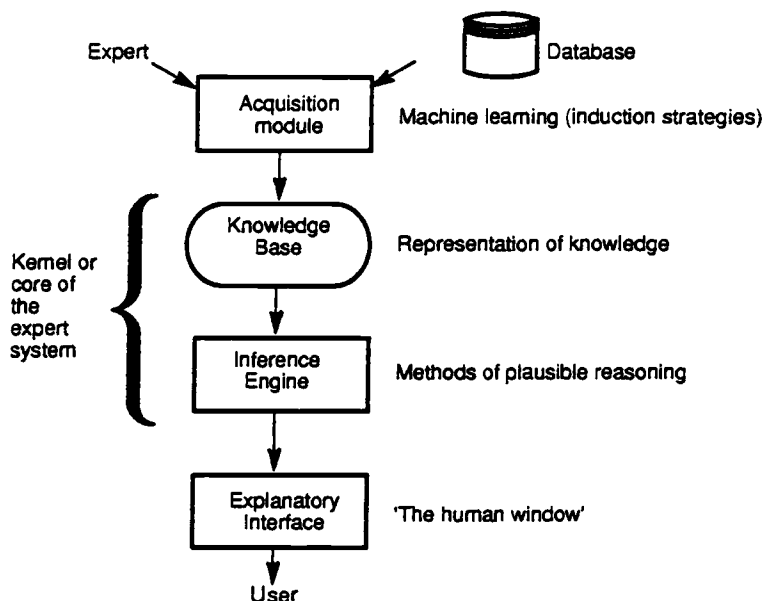 Expert
Database
Acquisition
module
Machine learning (induction strategies)
Knowledge
Base
Representation of knowledge
Kernel or
core of
the
expert
system
Inference
Engine
Methods of plausible reasoning
Explanatory
Interface
'The human window'
User